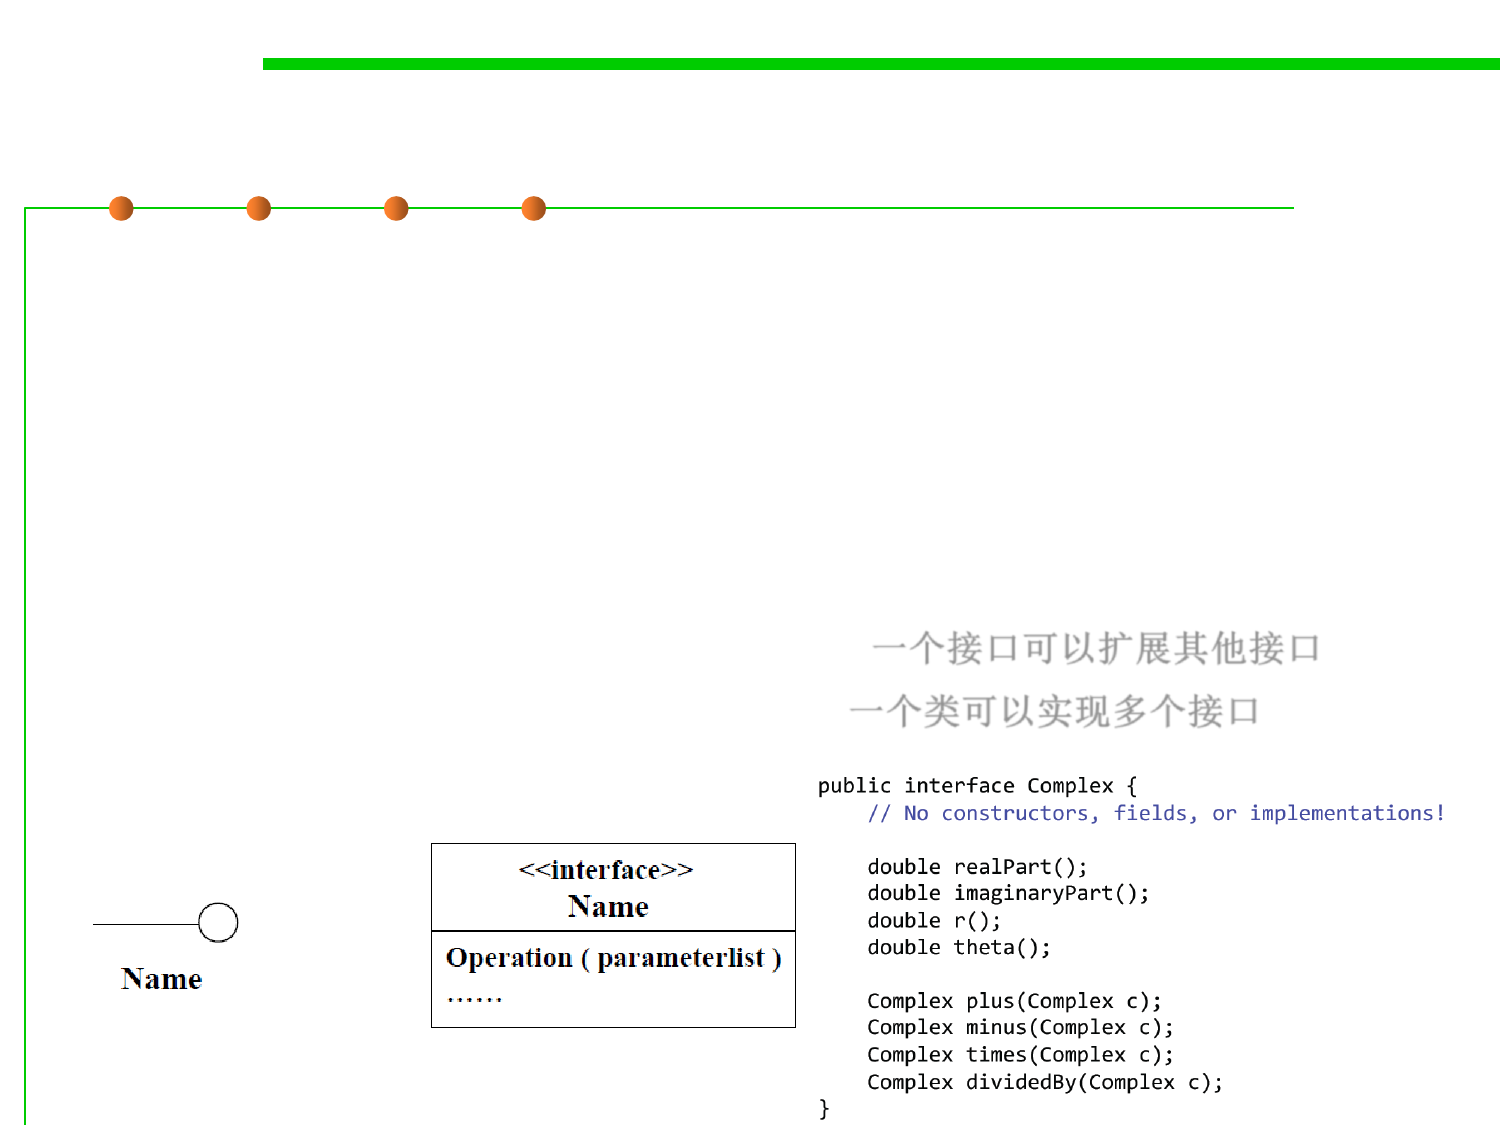 一个接口可以扩展其他接口
一个类可以实现多个接口
public interface Complex {
// No constructors, fields, or implementations!
double realPart();
double imaginaryPart();
double r();
double theta();
Complex plus(Complex c);
Complex minus(Complex c);
Complex times(Complex c);
Complex dividedBy(Complex c);
}
<<interface>>
Name
Operation ( parameterlist )
......
Name